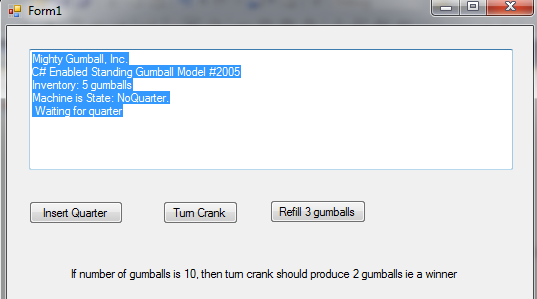 Form1
Mighty Gumball, Inc.
C# Enabled Standing Gumball Model #2005
Inventory: 5 gumballs
Machine is State: NoQuarter.
Waiting for quarter
Insert Quarter
Turn Crank
Refill 3 gumballs
If number of gumballs is 10, then turn crank should produce 2 gumballs ie a winner